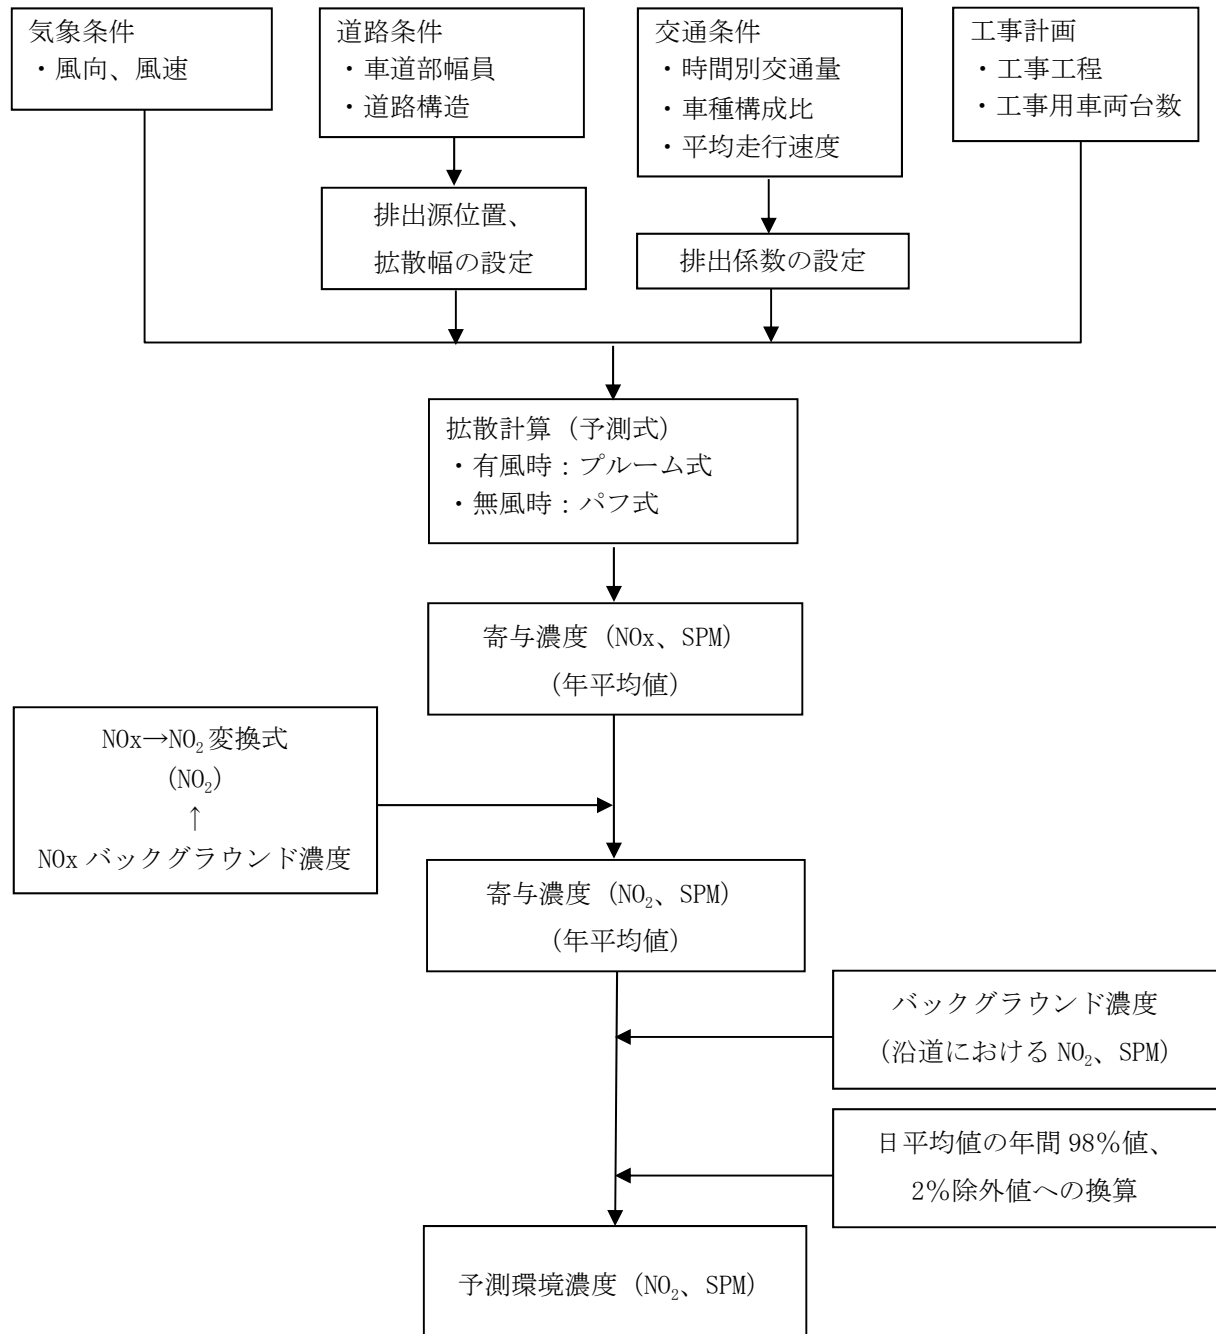 気象条件
・風向、風速
道路条件
・車道部幅員
・道路構造
交通条件
・時間別交通量
・車種構成比
・平均走行速度
工事計画
・工事工程
・工事用車両台数
排出源位置、
拡散幅の設定
排出係数の設定
拡散計算（予測式）
・有風時：プルーム式
・無風時：パフ式
寄与濃度（NOx、SPM）
（年平均値）
NOx→NO₂変換式
（NO₂）
↑
NOx バックグラウンド濃度
寄与濃度（NO₂、SPM）
（年平均値）
バックグラウンド濃度
（沿道における NO₂、SPM）
日平均値の年間 98％値、
2％除外値への換算
予測環境濃度（NO₂、SPM）